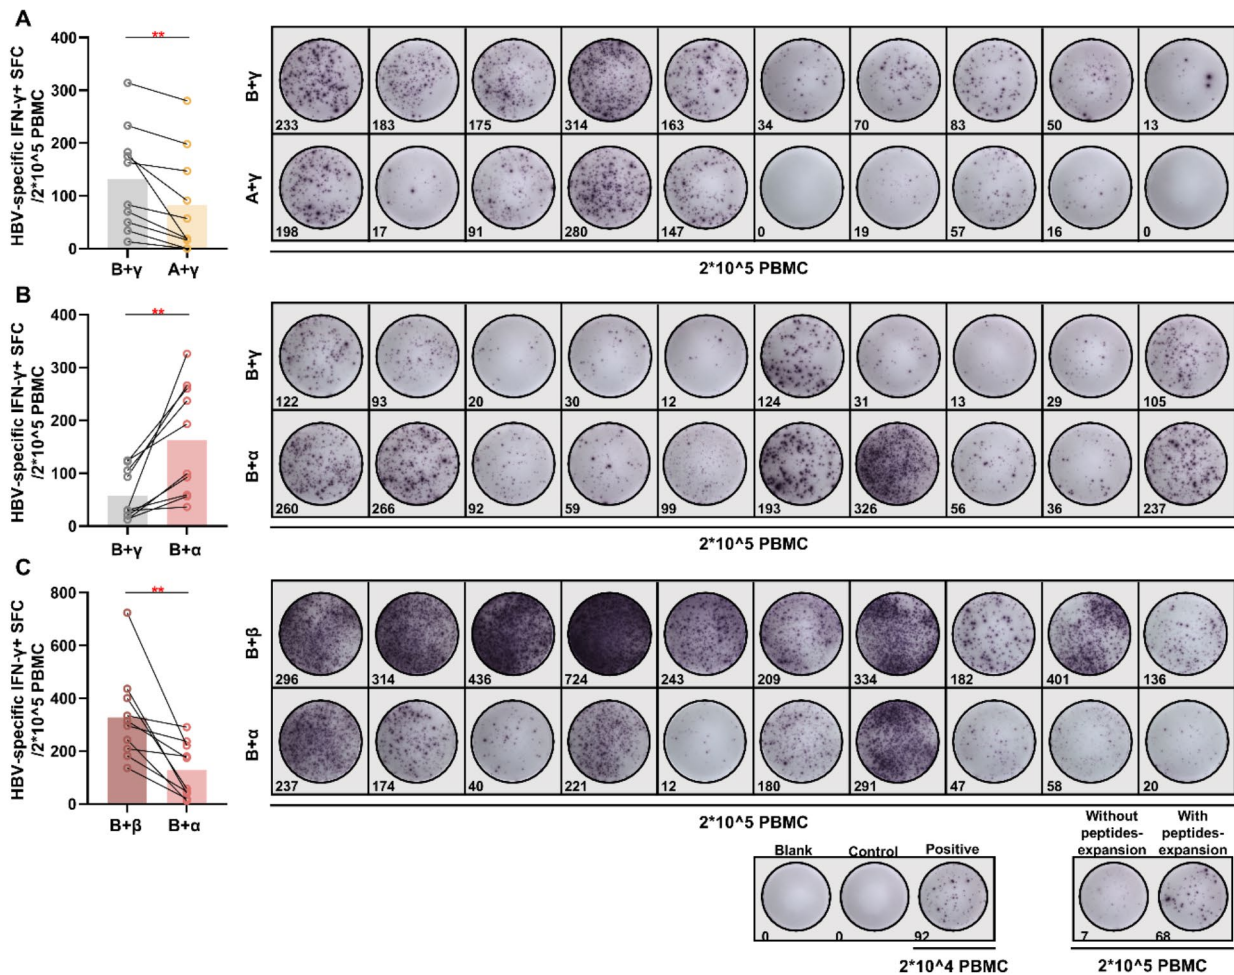 A
HBV-specific IFN-γ+ SFC
/2*10^5 PBMC
400
300
200
100
0
**
B+γ A+γ
B+γ
233 183 175 314 163 34 70 83 50 13
A+γ
198 17 91 280 147 0 19 57 16 0
2*10^5 PBMC
B
HBV-specific IFN-γ+ SFC
/2*10^5 PBMC
400
300
200
100
0
**
B+γ B+α
B+γ
122 93 20 30 12 124 31 13 29 105
B+α
260 266 92 59 99 193 326 56 36 237
2*10^5 PBMC
C
HBV-specific IFN-γ+ SFC
/2*10^5 PBMC
800
600
400
200
0
**
B+β B+α
B+β
296 314 436 724 243 209 334 182 401 136
B+α
237 174 40 221 12 180 291 47 58 20
2*10^5 PBMC
Blank Control Positive
0 0 92
2*10^4 PBMC
Without
peptides-
expansion
With
peptides-
expansion
7 68
2*10^5 PBMC